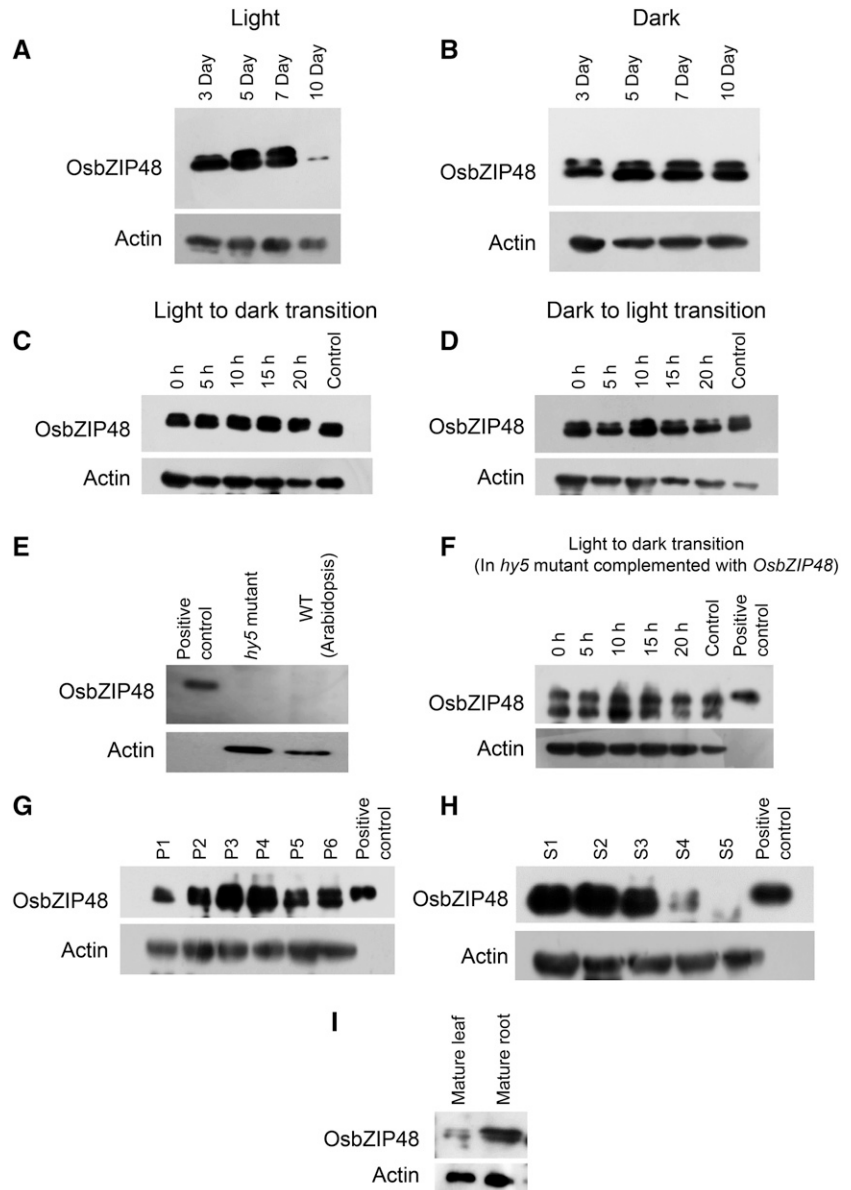 Light
Dark
A
3 Day
5 Day
7 Day
10 Day
OsbZIP48
Actin
B
3 Day
5 Day
7 Day
10 Day
OsbZIP48
Actin
Light to dark transition
Dark to light transition
C
0 h
5 h
10 h
15 h
20 h
Control
OsbZIP48
Actin
D
0 h
5 h
10 h
15 h
20 h
Control
OsbZIP48
Actin
E
Positive
control
hy5 mutant
WT
(Arabidopsis)
OsbZIP48
Actin
F
Light to dark transition
(In hy5 mutant complemented with OsbZIP48)
0 h
5 h
10 h
15 h
20 h
Control
Positive
control
OsbZIP48
Actin
G
P1
P2
P3
P4
P5
P6
Positive
control
OsbZIP48
Actin
H
S1
S2
S3
S4
S5
Positive
control
OsbZIP48
Actin
I
Mature leaf
Mature root
OsbZIP48
Actin